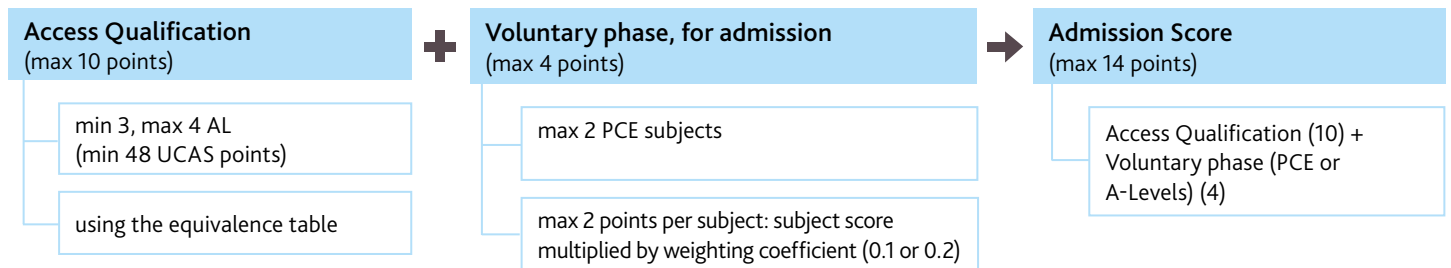 Access Qualification
(max 10 points)
min 3, max 4 AL
(min 48 UCAS points)
using the equivalence table
Voluntary phase, for admission
(max 4 points)
max 2 PCE subjects
max 2 points per subject: subject score
multiplied by weighting coefficient (0.1 or 0.2)
Admission Score
(max 14 points)
Access Qualification (10) +
Voluntary phase (PCE or
A-Levels) (4)